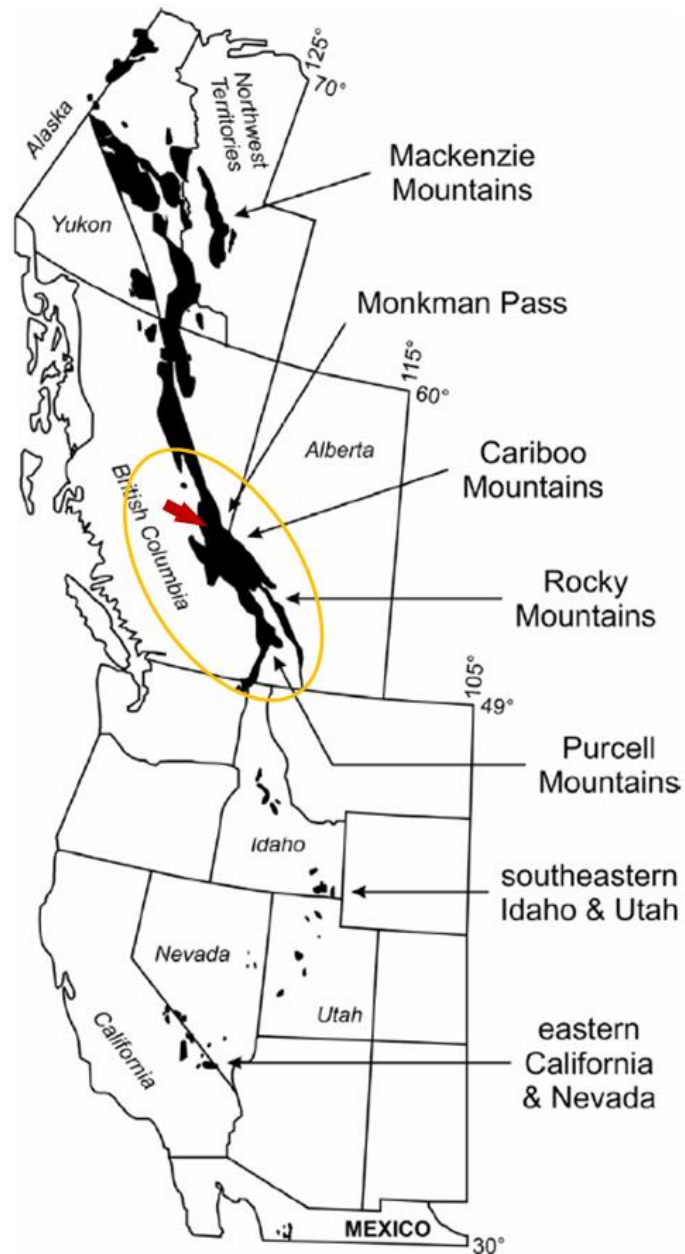 125°
70°
Northwest
Territories
Alaska
Mackenzie
Mountains
Yukon
Monkman Pass
115°
60°
Alberta
Cariboo
Mountains
British Columbia
Rocky
Mountains
105°
49°
Purcell
Mountains
Idaho
southeastern
Idaho & Utah
Nevada
Utah
California
eastern
California
& Nevada
MEXICO
30°